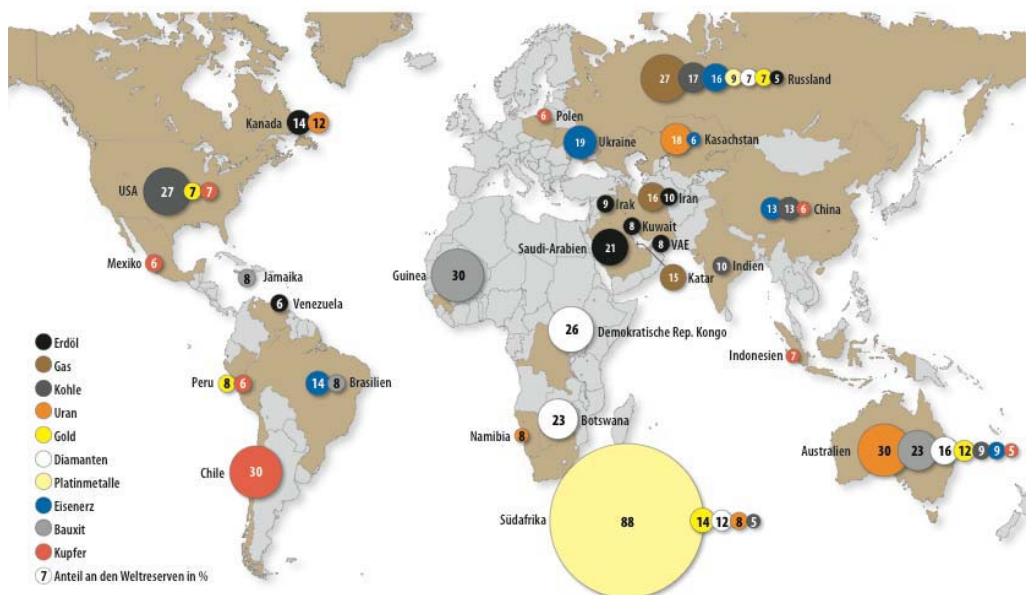 27 17 16 9 7 7 5 Russland
Kanada 14 12
6 Polen
19 Ukraine
18 6 Kasachstan
USA 27 7 7
9 Irak
16 10 Iran
13 13 6 China
8 Kuwait
Saudi-Arabien 21
8 VAE
Mexiko 6
8 Jamaika
Guinea 30
15 Katar
10 Indien
6 Venezuela
26 Demokratische Rep. Kongo
Indonesien 7
Peru 8 6
14 8 Brasilien
23 Botswana
Namibia 8
Australien 30 23 16 12 9 9 5
Chile 30
Südafrika 88 14 12 8 5
Erdöl
Gas
Kohle
Uran
Gold
Diamanten
Platinmetalle
Eisenerz
Bauxit
Kupfer
7 Anteil an den Weltreserven in %